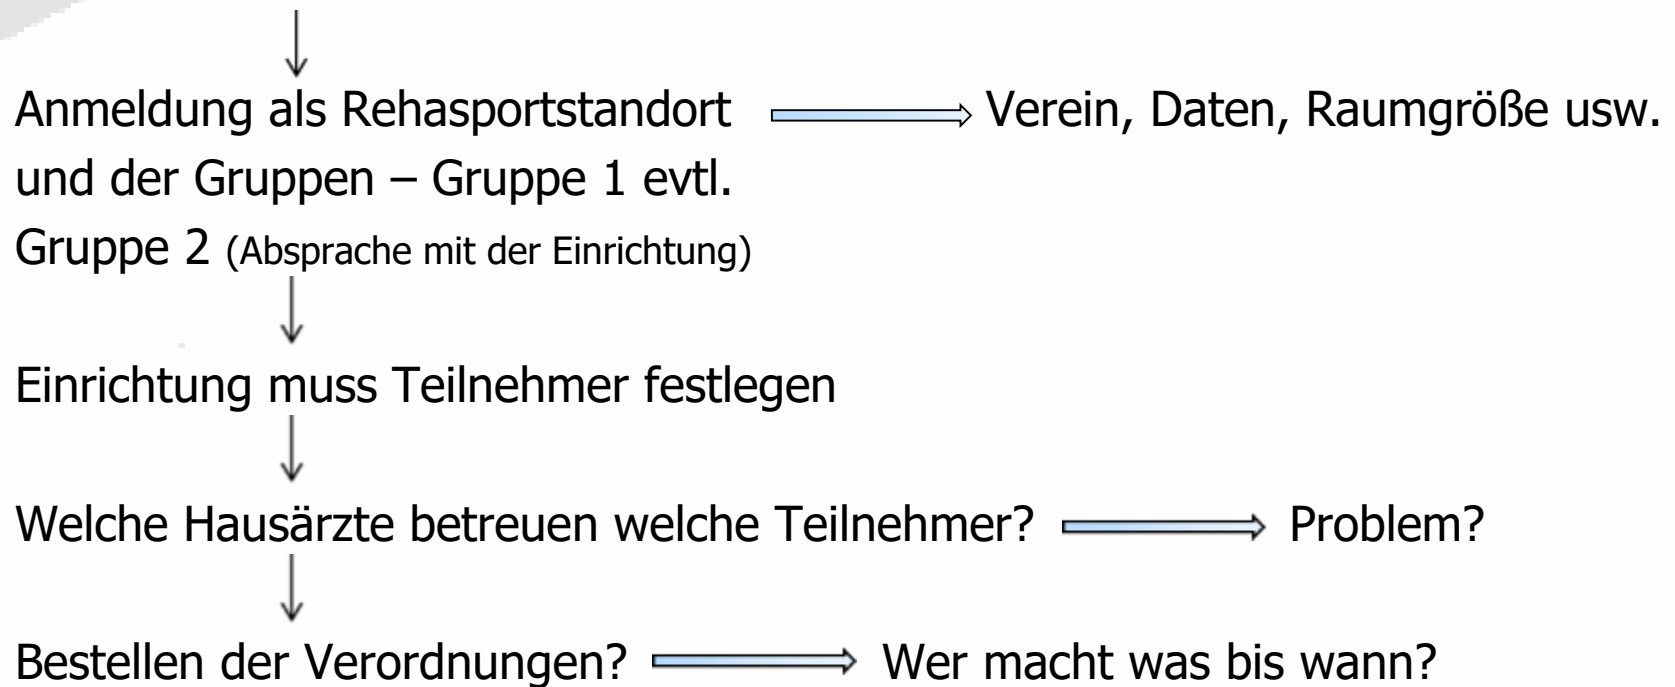 Anmeldung als Rehasportstandort Verein, Daten, Raumgröße usw.
und der Gruppen – Gruppe 1 evtl.
Gruppe 2 (Absprache mit der Einrichtung)
Einrichtung muss Teilnehmer festlegen
Welche Hausärzte betreuen welche Teilnehmer? Problem?
Bestellen der Verordnungen? Wer macht was bis wann?